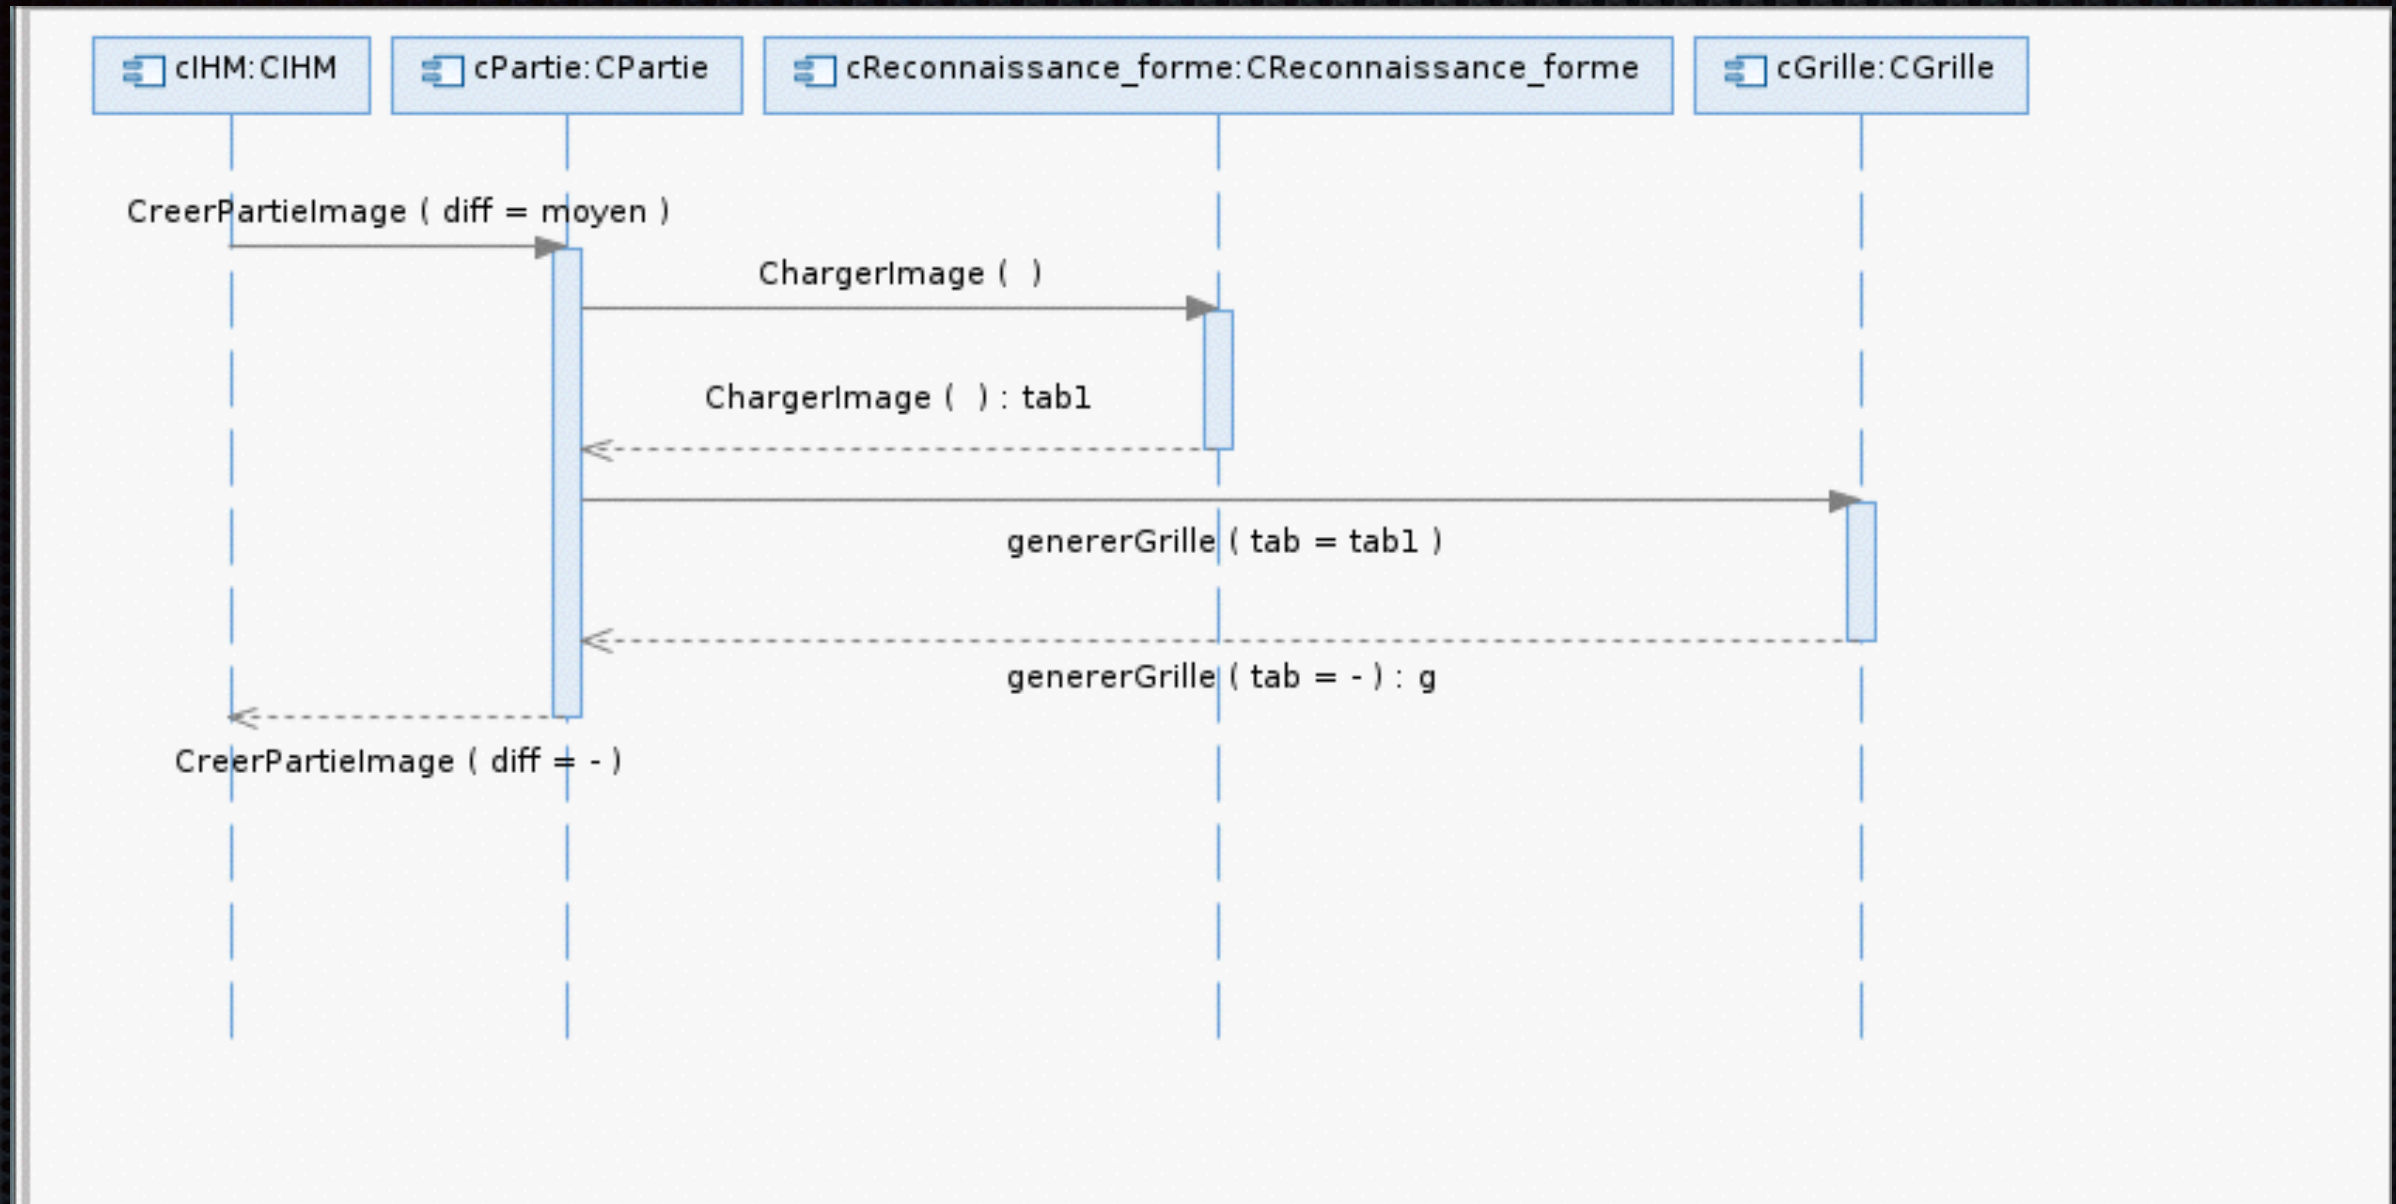 cIHM:CIHM
cPartie:CPartie
cReconnaissance_forme:CReconnaissance_forme
cGrille:CGrille
CreerPartieImage ( diff = moyen )
ChargerImage (  )
ChargerImage (  ) : tab1
genererGrille ( tab = tab1 )
genererGrille ( tab = - ) : g
CreerPartieImage ( diff = - )